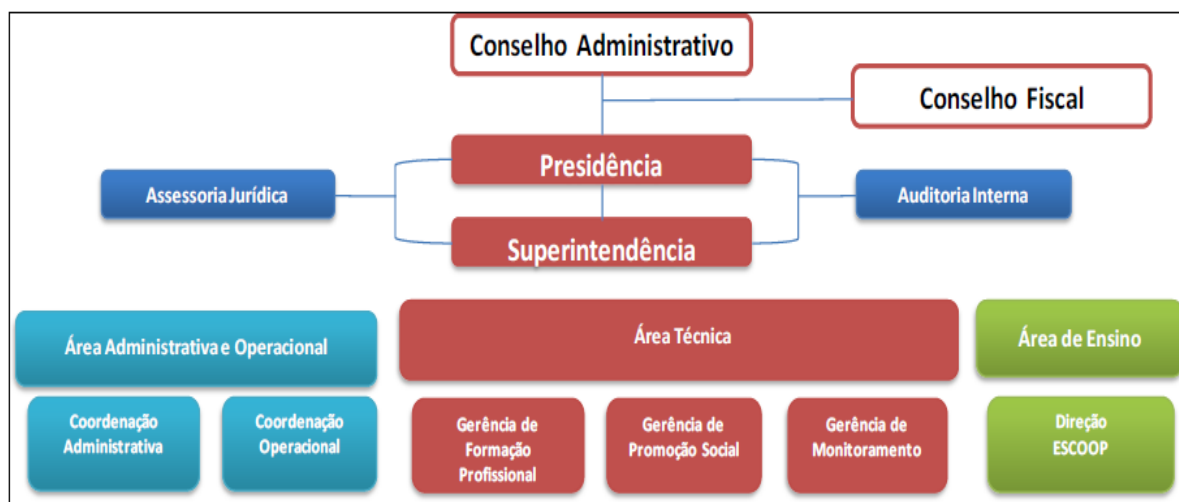 Conselho Administrativo
Conselho Fiscal
Presidência
Assessoria Jurídica
Auditoria Interna
Superintendência
Área Administrativa e Operacional
Área Técnica
Área de Ensino
Coordenação
Administrativa
Coordenação
Operacional
Gerência de
Formação
Profissional
Gerência de
Promoção Social
Gerência de
Monitoramento
Direção
ESCOOP